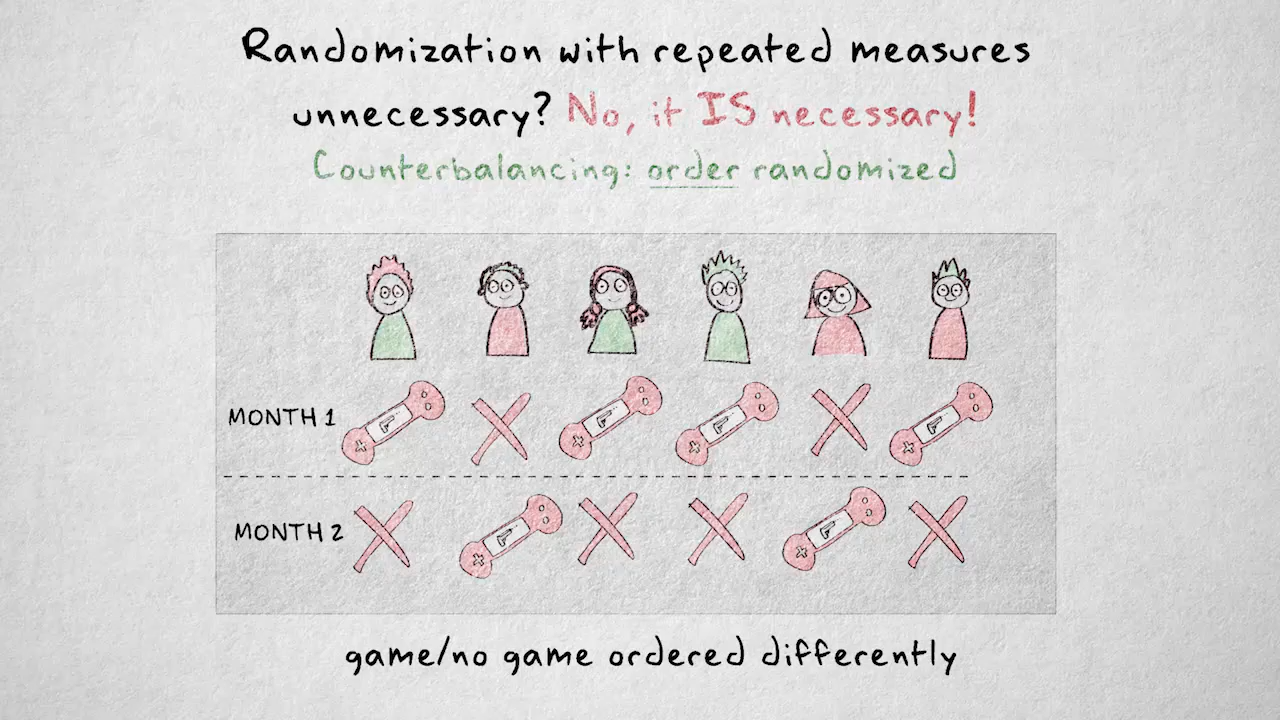 Randomization with repeated measures
unnecessary? No, it IS necessary!
Counterbalancing: order randomized
MONTH 1
MONTH 2
game/no game ordered differently